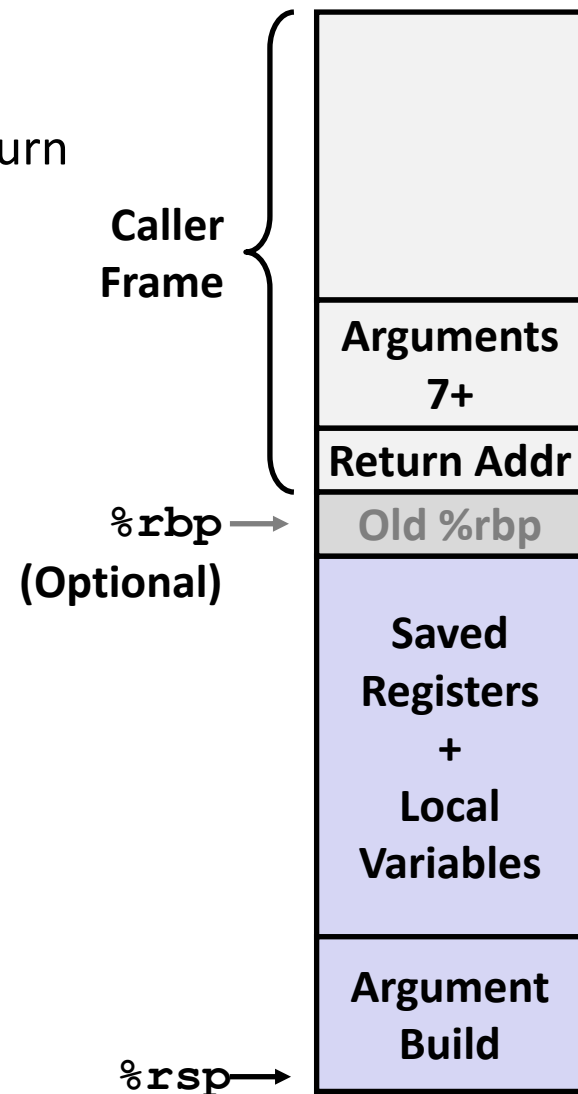 urn
Caller
Frame
Arguments
7+
Return Addr
%rbp
Old %rbp
(Optional)
Saved
Registers
+
Local
Variables
Argument
Build
%rsp